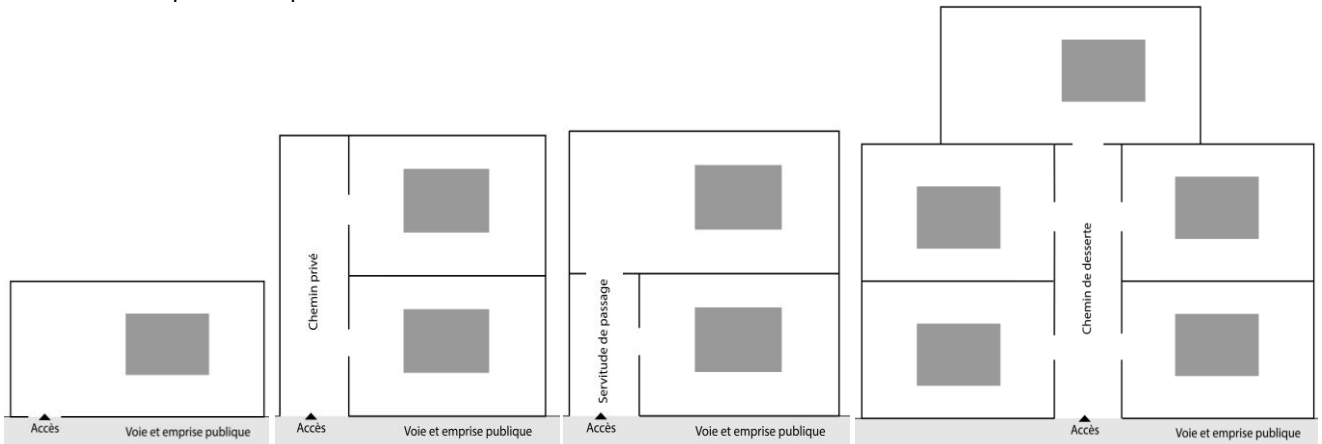 Chemin privé
Servitude de passage
Chemin de desserte
Accès
Voie et emprise publique
Accès
Voie et emprise publique
Accès
Voie et emprise publique
Accès
Voie et emprise publique